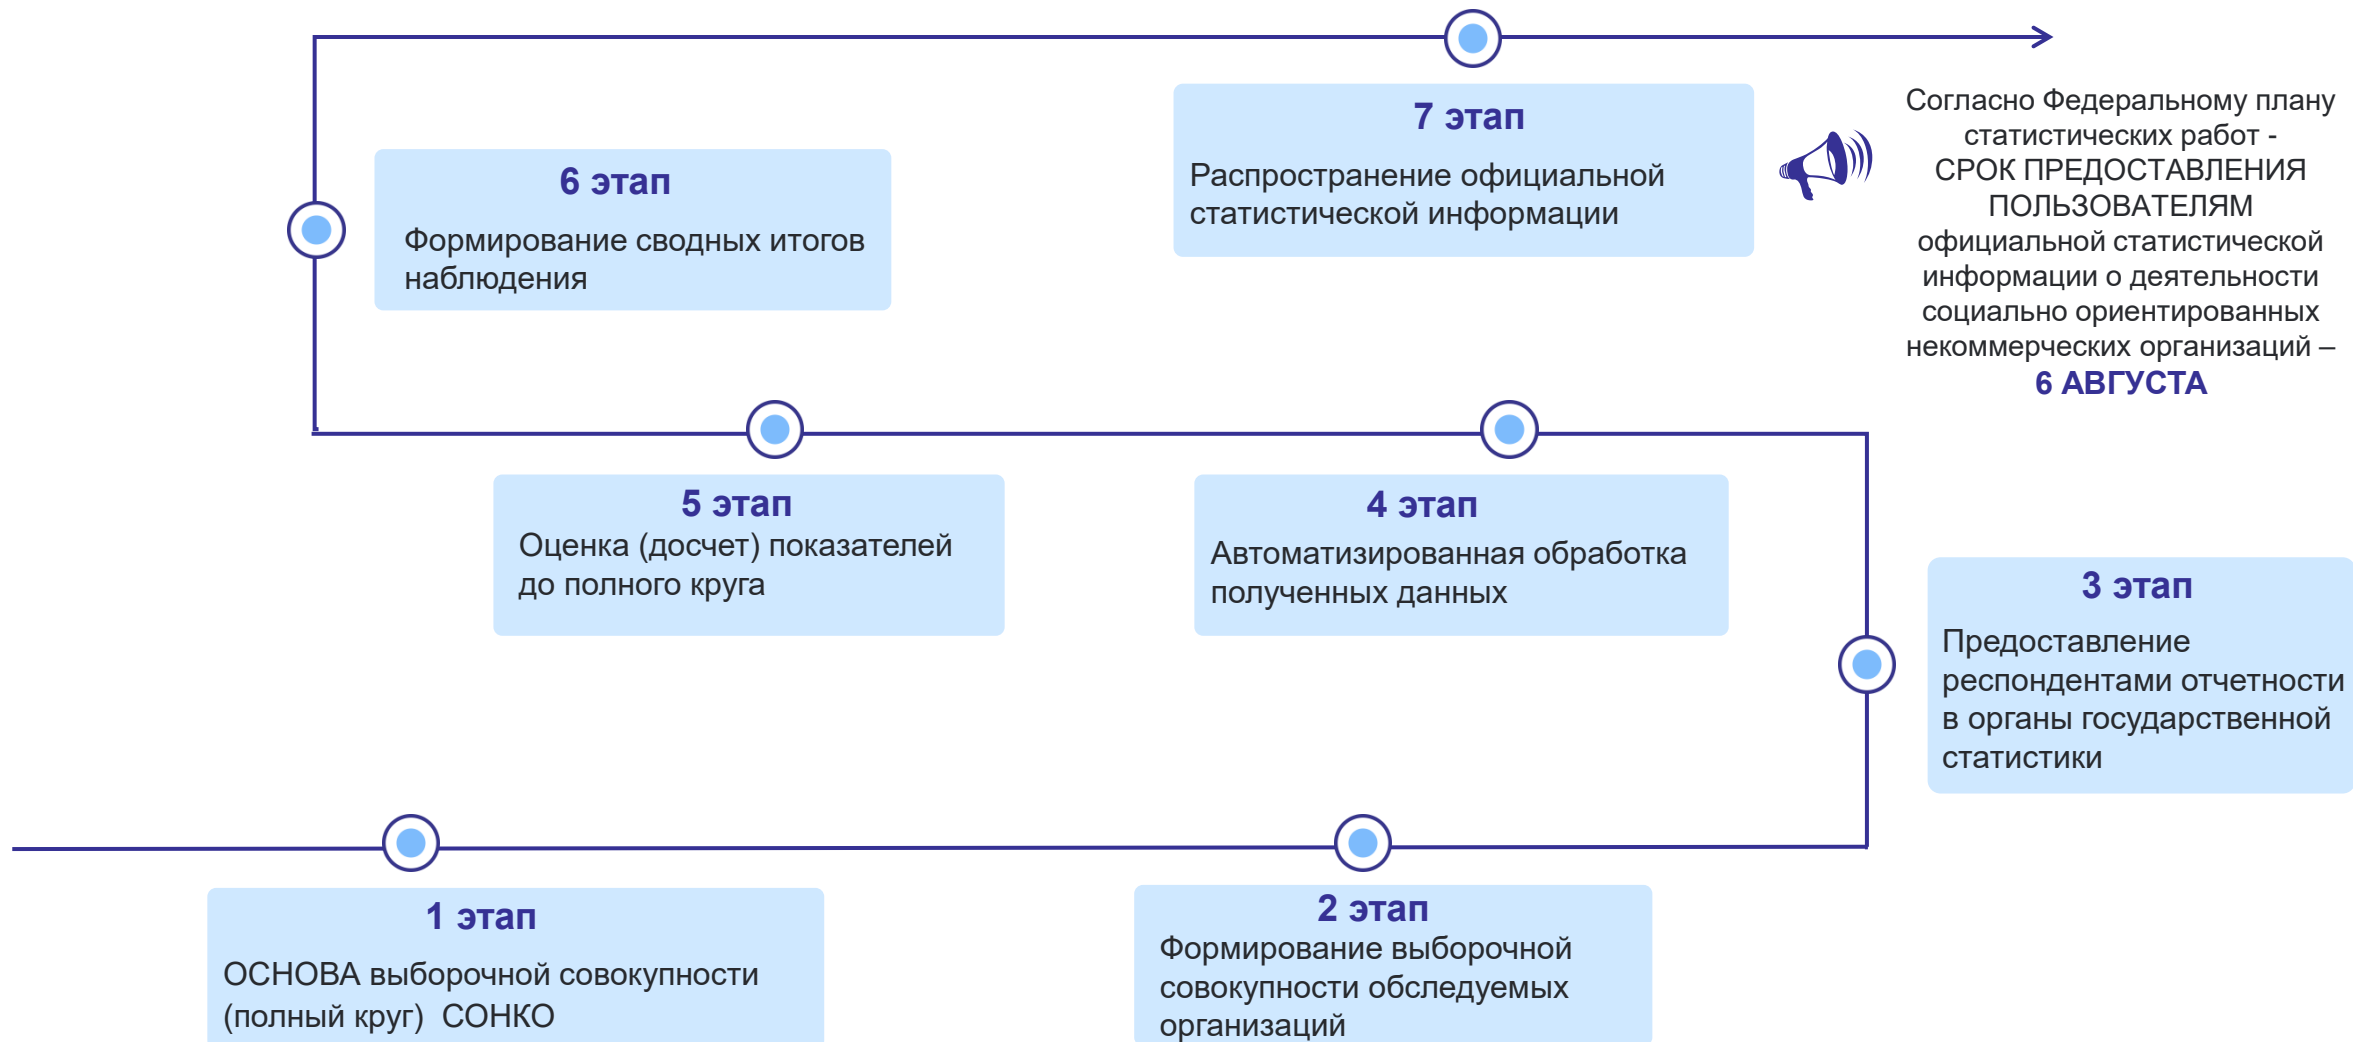 7 этап
Распространение официальной
статистической информации
Согласно Федеральному плану
статистических работ -
СРОК ПРЕДОСТАВЛЕНИЯ
ПОЛЬЗОВАТЕЛЯМ
официальной статистической
информации о деятельности
социально ориентированных
некоммерческих организаций –
6 АВГУСТА
6 этап
Формирование сводных итогов
наблюдения
5 этап
Оценка (досчет) показателей
до полного круга
4 этап
Автоматизированная обработка
полученных данных
3 этап
Предоставление
респондентами отчетности
в органы государственной
статистики
1 этап
ОСНОВА выборочной совокупности
(полный круг) СОНКО
2 этап
Формирование выборочной
совокупности обследуемых
организаций